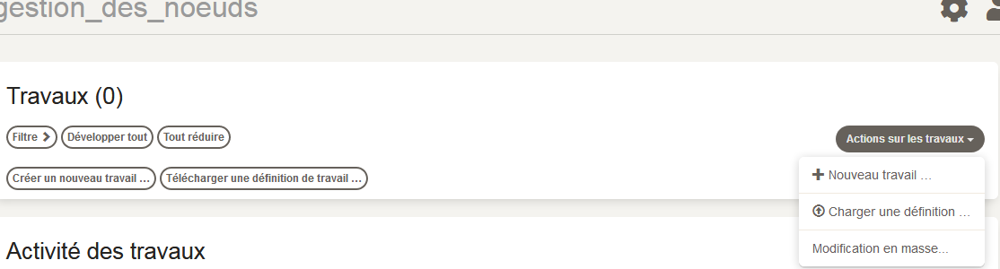 gestion_des_noeuds
Travaux (0)
Filtre Développer tout Tout réduire
Actions sur les travaux
Créer un nouveau travail ... Télécharger une définition de travail ...
Nouveau travail ...
Charger une définition ...
Modification en masse...
Activité des travaux